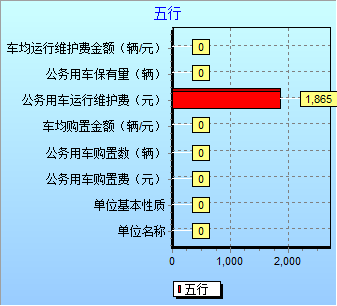 五行
车均运行维护费金额（辆/元） 0
公务用车保有量（辆） 0
公务用车运行维护费（元） 1,865
车均购置金额（辆/元） 0
公务用车购置数（辆） 0
公务用车购置费（元） 0
单位基本性质 0
单位名称 0
0 1,000 2,000
五行